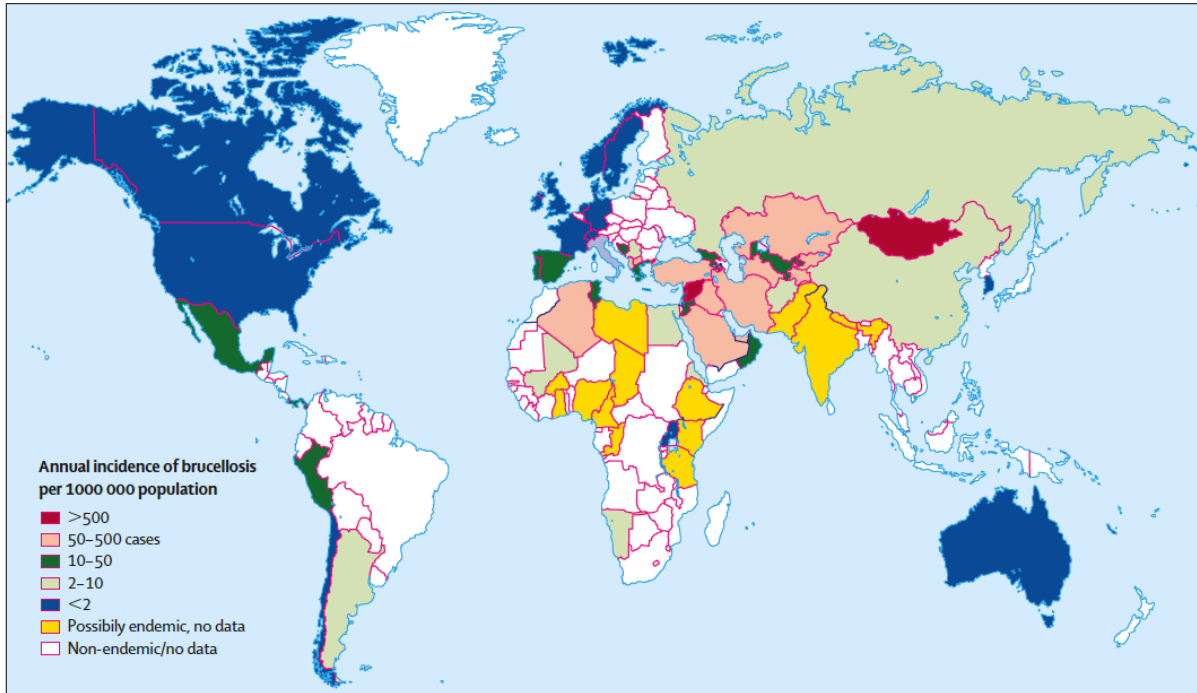 Annual incidence of brucellosis
per 1000 000 population
>500
50–500 cases
10–50
2–10
<2
Possibily endemic, no data
Non-endemic/no data